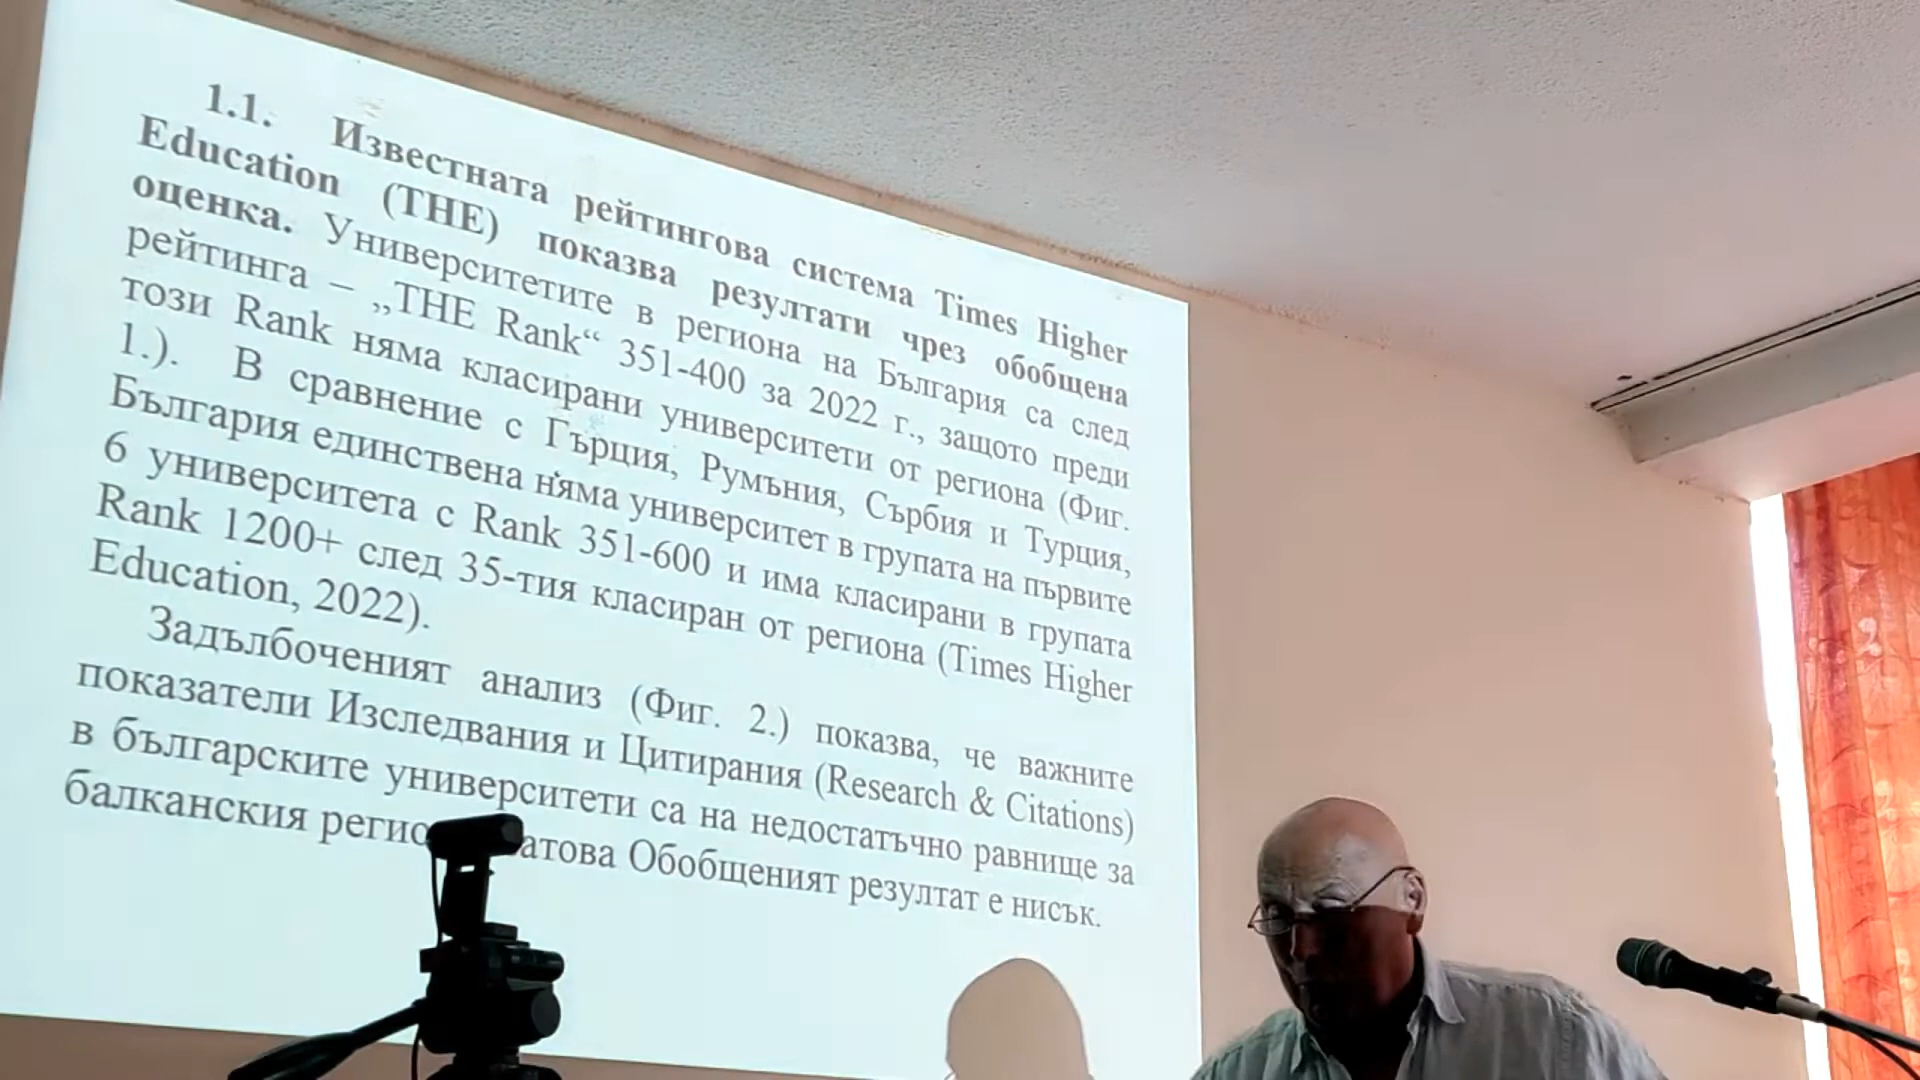 1.1. Известната рейтингова система Times Higher
Education (THE) показва резултати чрез обобщена
оценка. Университетите в региона на България са след
рейтинга – „THE Rank“ 351-400 за 2022 г., защото преди
този Rank няма класирани университети от региона (Фиг.
1.). В сравнение с Гърция, Румъния, Сърбия и Турция,
България единствена няма университет в групата на първите
6 университета с Rank 351-600 и има класирани в групата
Rank 1200+ след 35-тия класиран от региона (Times Higher
Education, 2022).
Задълбоченият анализ (Фиг. 2.) показва, че важните
показатели Изследвания и Цитирания (Research & Citations)
в българските университети са на недостатъчно равнище за
балканския Обобщеният резултат е нисък.